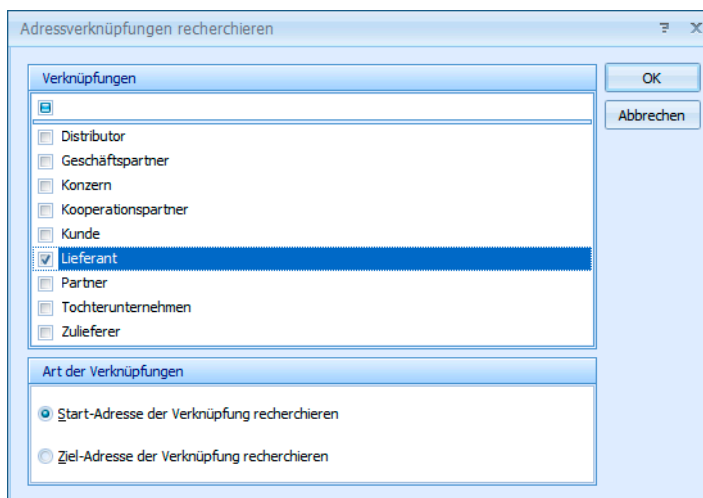 Adressverknüpfungen recherchieren
Verknüpfungen
OK
Abbrechen
Distributor
Geschäftspartner
Konzern
Kooperationspartner
Kunde
Lieferant
Partner
Tochterunternehmen
Zulieferer
Art der Verknüpfungen
Start-Adresse der Verknüpfung recherchieren
Ziel-Adresse der Verknüpfung recherchieren